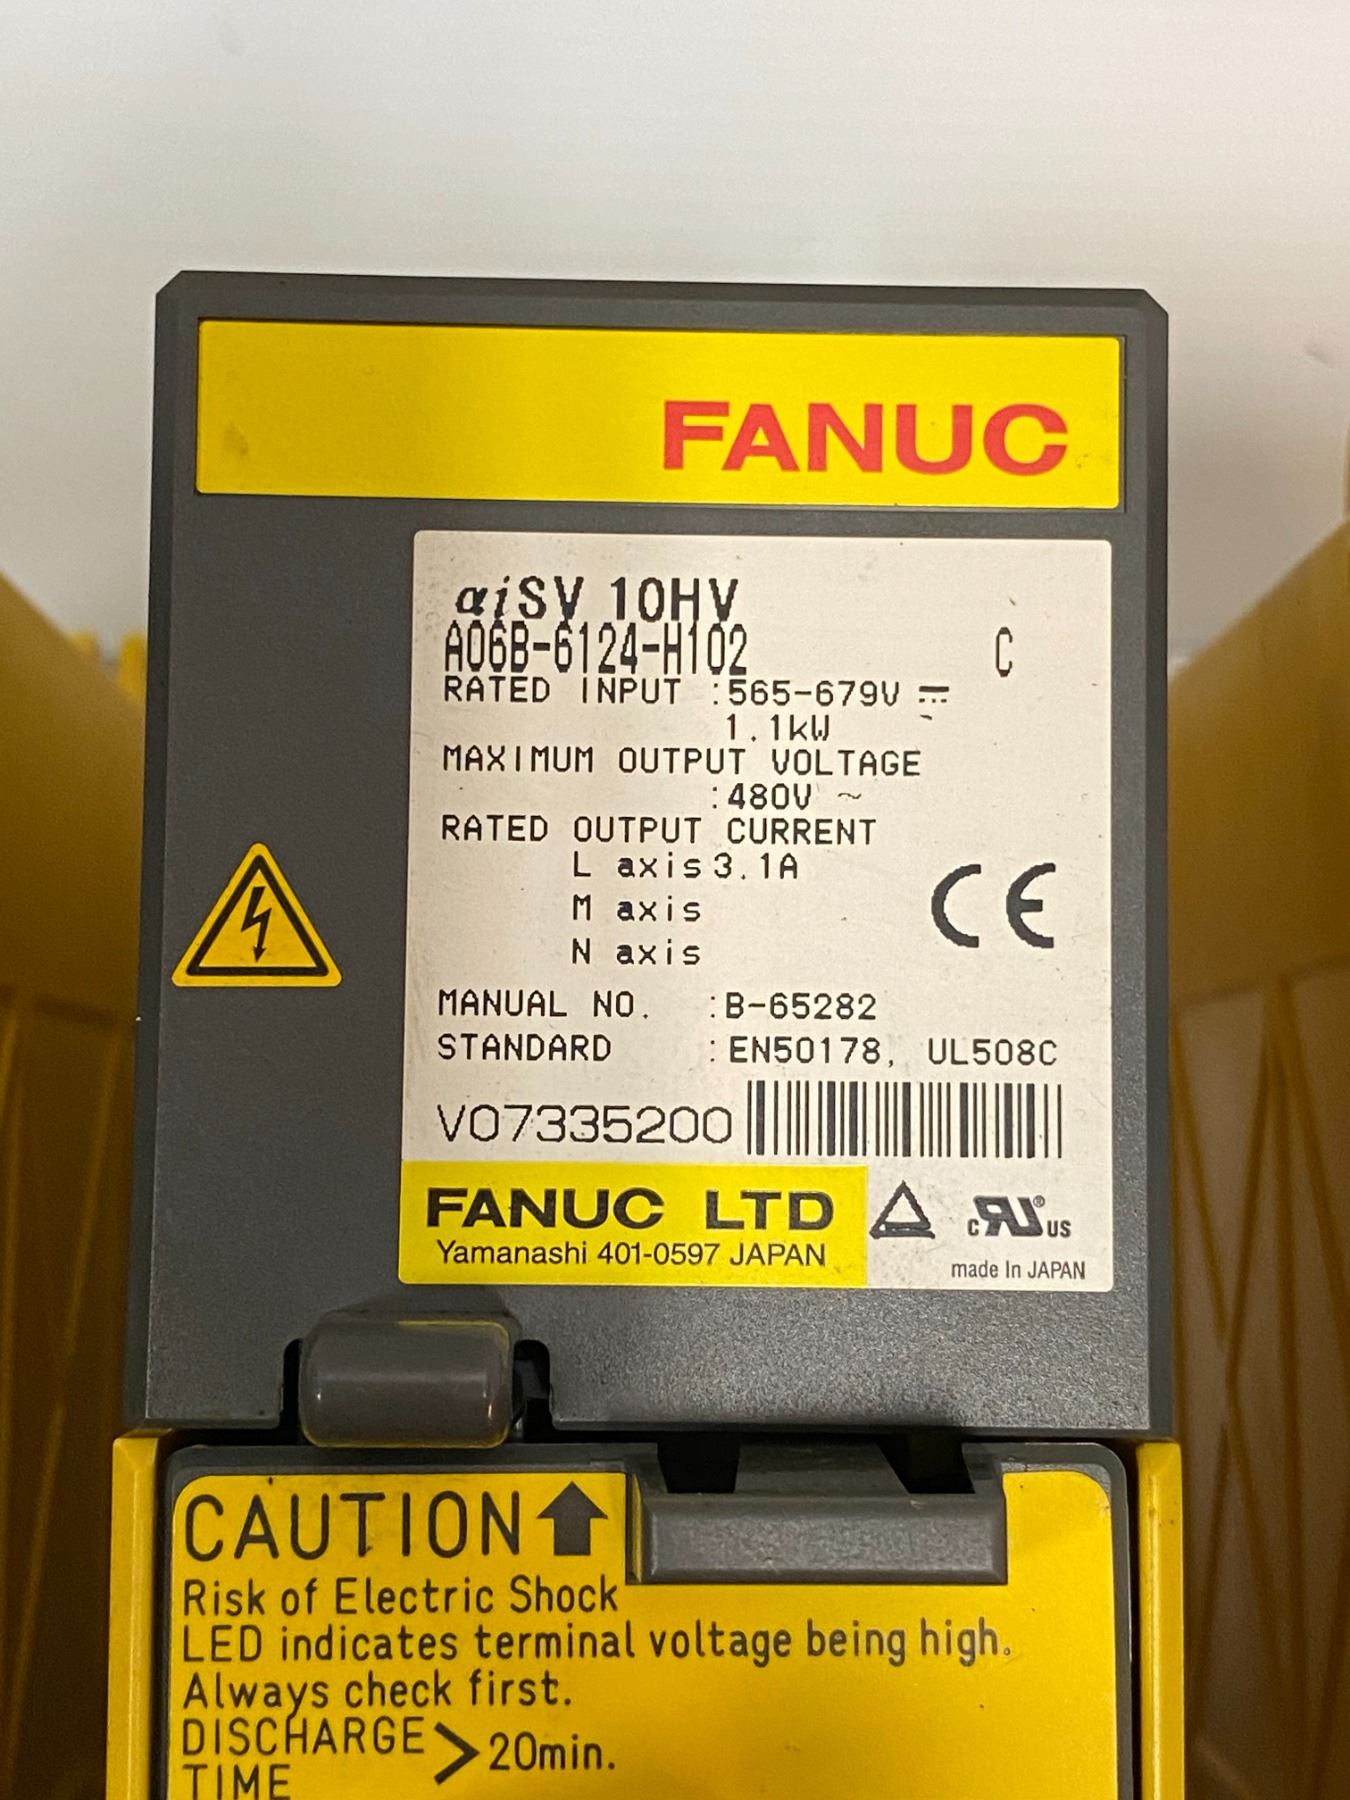 FANUC
αiSV 10HV
A06B-6124-H102 C
RATED INPUT :565-679V ⎓
1.1kW
MAXIMUM OUTPUT VOLTAGE
:480V ~
RATED OUTPUT CURRENT
L axis 3.1A
M axis
N axis
CE
MANUAL NO. :B-65282
STANDARD :EN50178, UL508C
V07335200
FANUC LTD
Yamanashi 401-0597 JAPAN
c RU ® US
made In JAPAN
CAUTION
Risk of Electric Shock
LED indicates terminal voltage being high.
Always check first.
DISCHARGE > 20min.
TIME